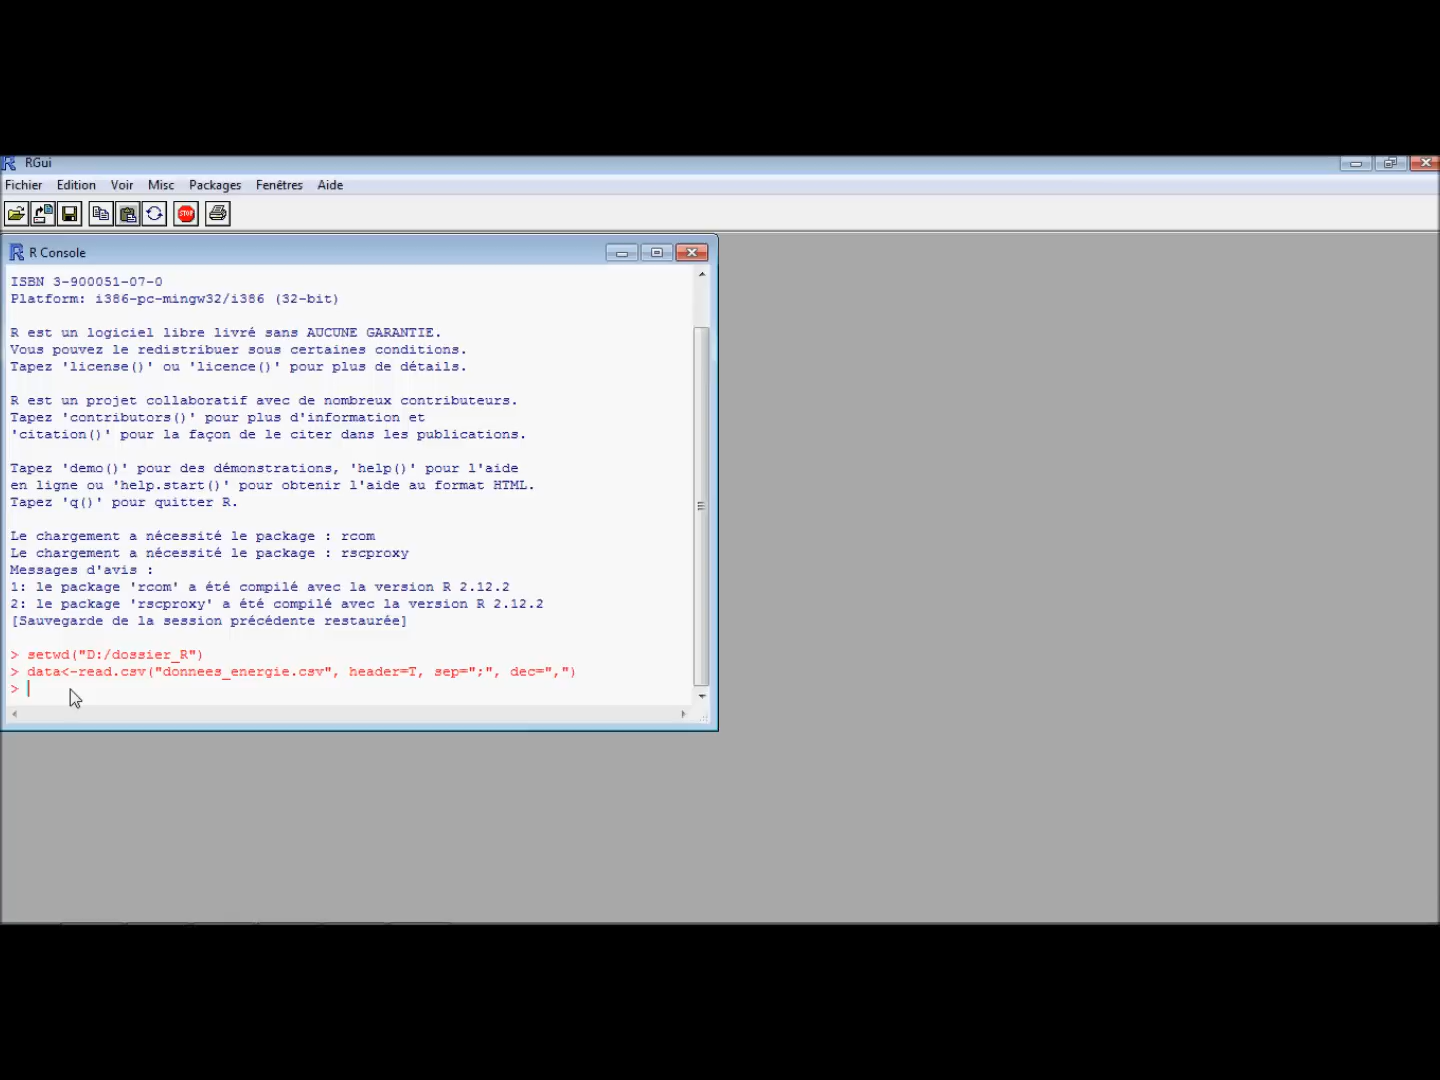 RGui
Fichier Edition Voir Misc Packages Fenêtres Aide
STOP
R Console
ISBN 3-900051-07-0
Platform: i386-pc-mingw32/i386 (32-bit)
R est un logiciel libre livré sans AUCUNE GARANTIE.
Vous pouvez le redistribuer sous certaines conditions.
Tapez 'license()' ou 'licence()' pour plus de détails.
R est un projet collaboratif avec de nombreux contributeurs.
Tapez 'contributors()' pour plus d'information et
'citation()' pour la façon de le citer dans les publications.
Tapez 'demo()' pour des démonstrations, 'help()' pour l'aide
en ligne ou 'help.start()' pour obtenir l'aide au format HTML.
Tapez 'q()' pour quitter R.
Le chargement a nécessité le package : rcom
Le chargement a nécessité le package : rscproxy
Messages d'avis :
1: le package 'rcom' a été compilé avec la version R 2.12.2
2: le package 'rscproxy' a été compilé avec la version R 2.12.2
[Sauvegarde de la session précédente restaurée]
> setwd("D:/dossier_R")
> data<-read.csv("donnees_energie.csv", header=T, sep=";", dec=",")
>